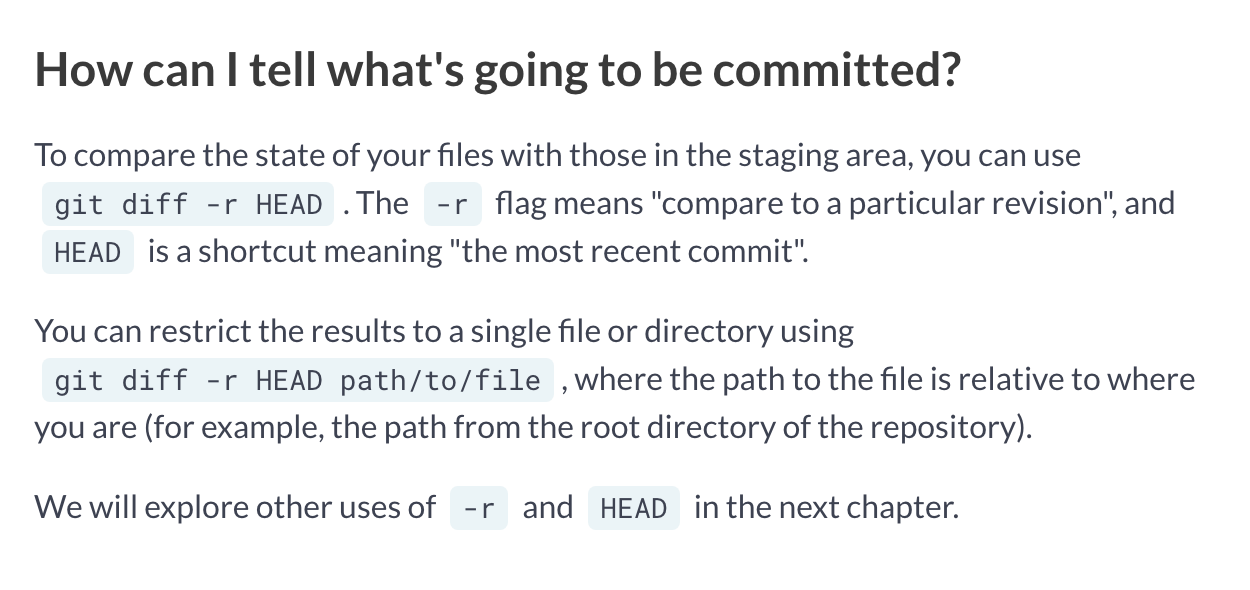 How can I tell what's going to be committed?
To compare the state of your files with those in the staging area, you can use
git diff -r HEAD . The -r flag means "compare to a particular revision", and
HEAD is a shortcut meaning "the most recent commit".
You can restrict the results to a single file or directory using
git diff -r HEAD path/to/file , where the path to the file is relative to where
you are (for example, the path from the root directory of the repository).
We will explore other uses of -r and HEAD in the next chapter.